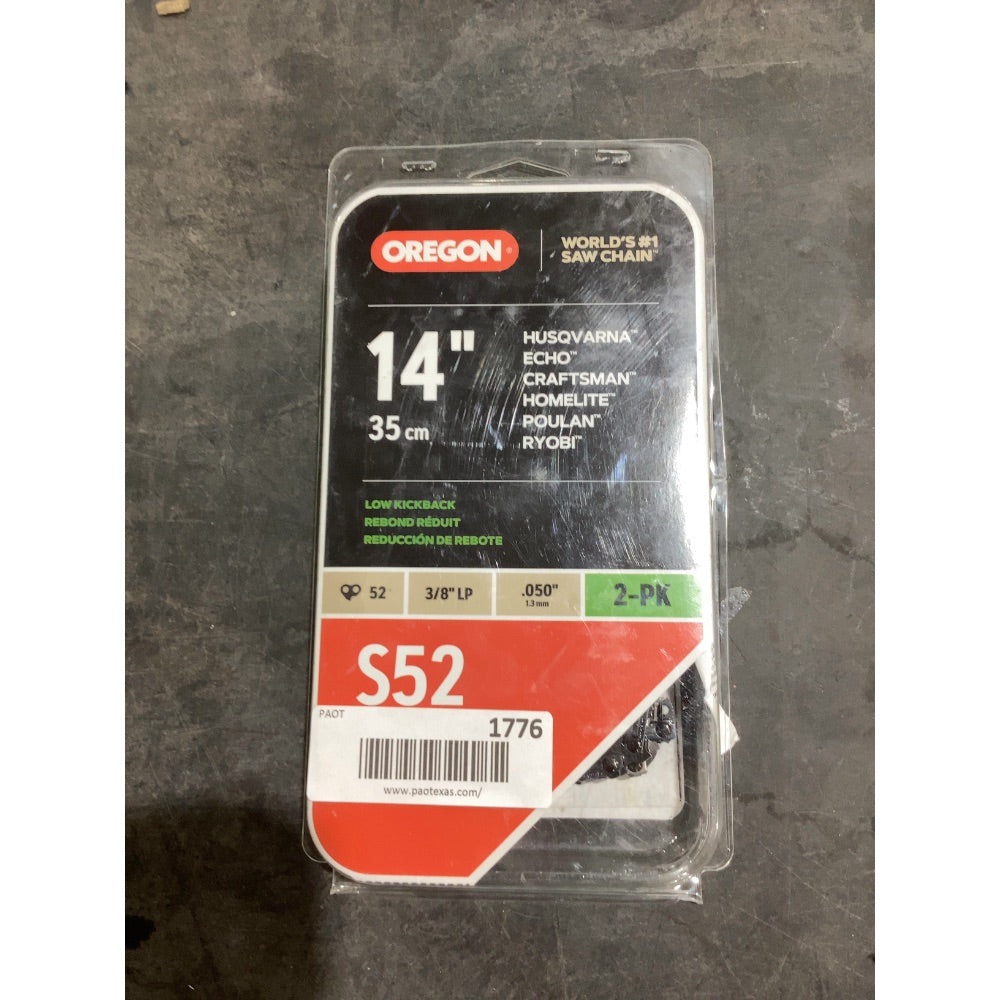 OREGON®
WORLD'S #1
SAW CHAIN™
14"
35 cm
HUSQVARNA™
ECHO™
CRAFTSMAN™
HOMELITE™
POULAN™
RYOBI™
LOW KICKBACK
REBOND RÉDUIT
REDUCCIÓN DE REBOTE
52
3/8" LP
.050"
1.3 mm
2-PK
S52
PAOT
1776
www.paotexas.com/